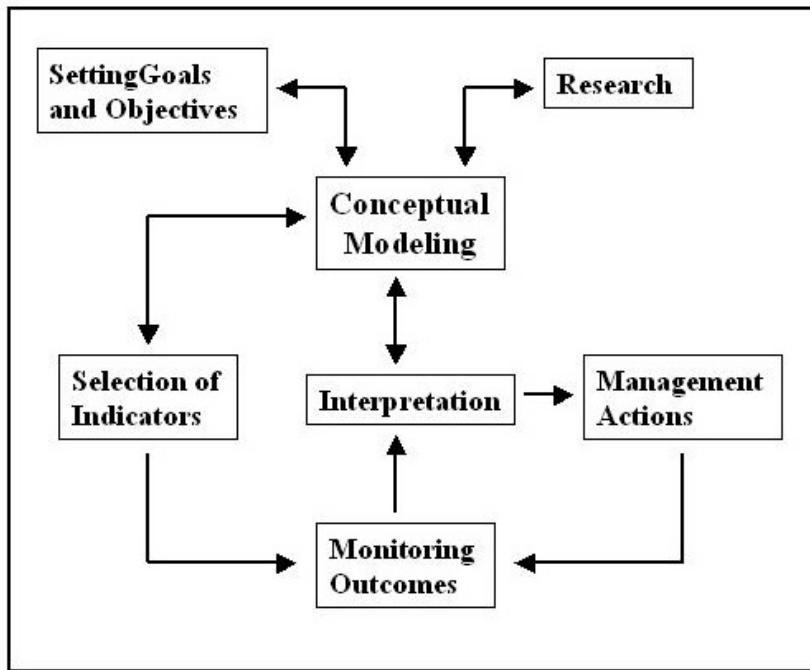 SettingGoals
and Objectives
Research
Conceptual
Modeling
Selection of
Indicators
Interpretation
Management
Actions
Monitoring
Outcomes